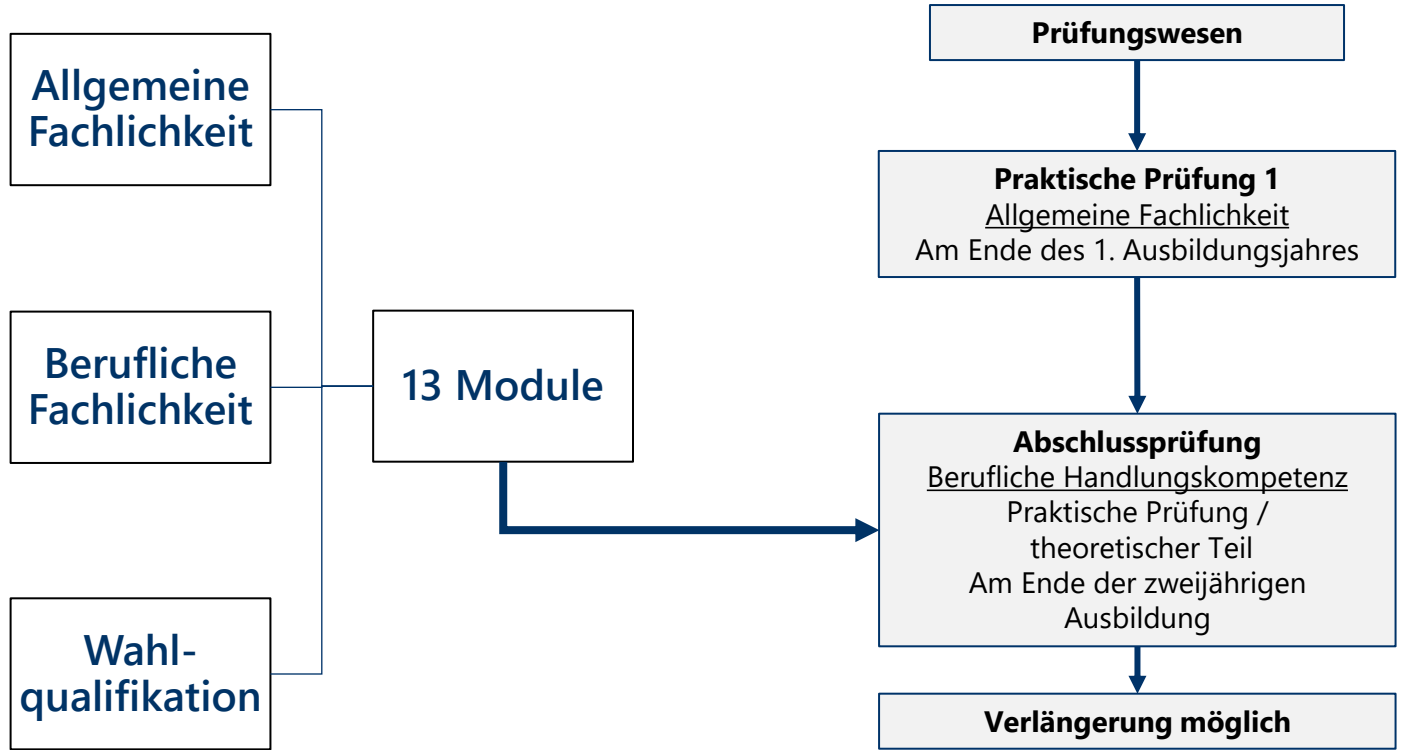 Allgemeine
Fachlichkeit
Berufliche
Fachlichkeit
Wahl-
qualifikation
13 Module
Prüfungswesen
Praktische Prüfung 1
Allgemeine Fachlichkeit
Am Ende des 1. Ausbildungsjahres
Abschlussprüfung
Berufliche Handlungskompetenz
Praktische Prüfung /
theoretischer Teil
Am Ende der zweijährigen
Ausbildung
Verlängerung möglich